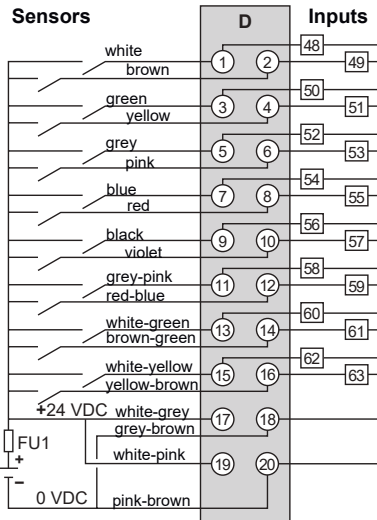 Sensors D Inputs
white 1 2 48 49
brown
green 3 4 50 51
yellow
grey 5 6 52 53
pink
blue 7 8 54 55
red
black 9 10 56 57
violet
grey-pink 11 12 58 59
red-blue
white-green 13 14 60 61
brown-green
white-yellow 15 16 62 63
yellow-brown
+24 VDC white-grey 17 18
grey-brown
FU1
+
white-pink 19 20
−
0 VDC pink-brown